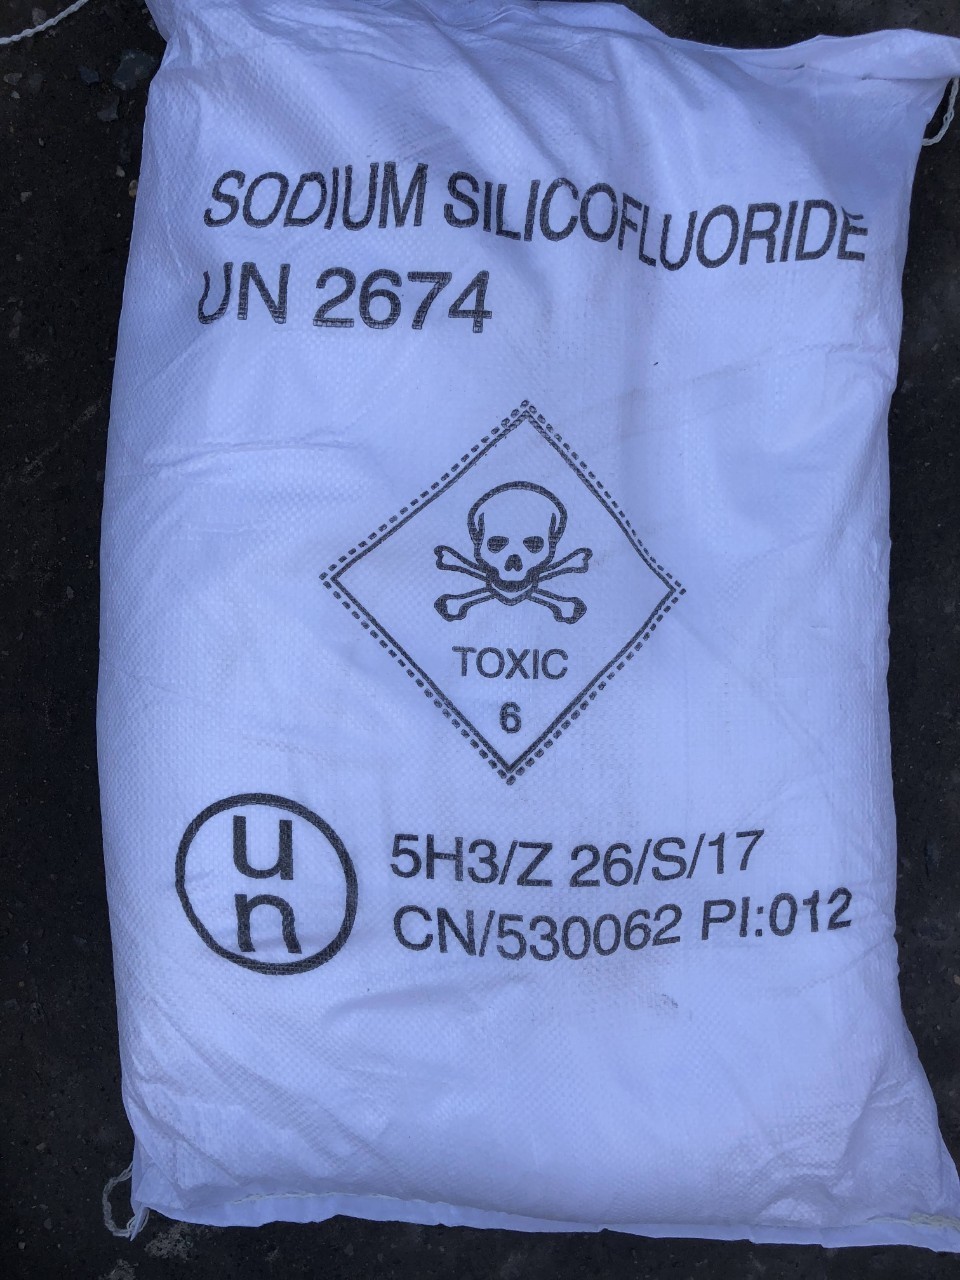 SODIUM SILICOFLUORIDE
UN 2674
TOXIC
6
u
n
5H3/Z 26/S/17
CN/530062 PI:012